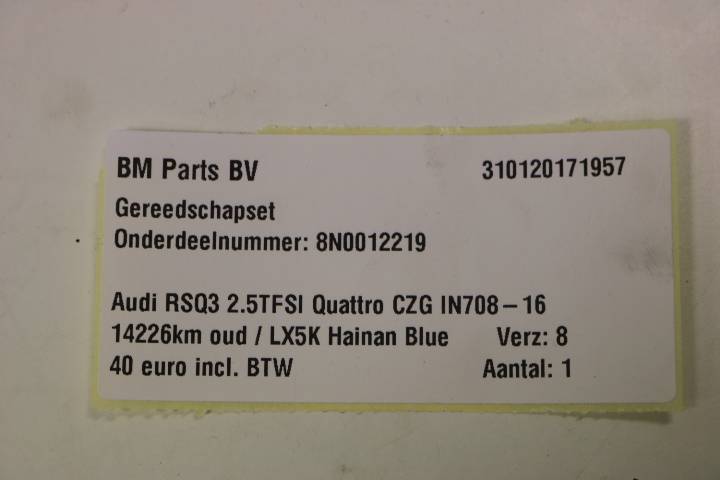 BM Parts BV 310120171957
Gereedschapset
Onderdeelnummer: 8N0012219
Audi RSQ3 2.5TFSI Quattro CZG IN708-16
14226km oud / LX5K Hainan Blue Verz: 8
40 euro incl. BTW Aantal: 1